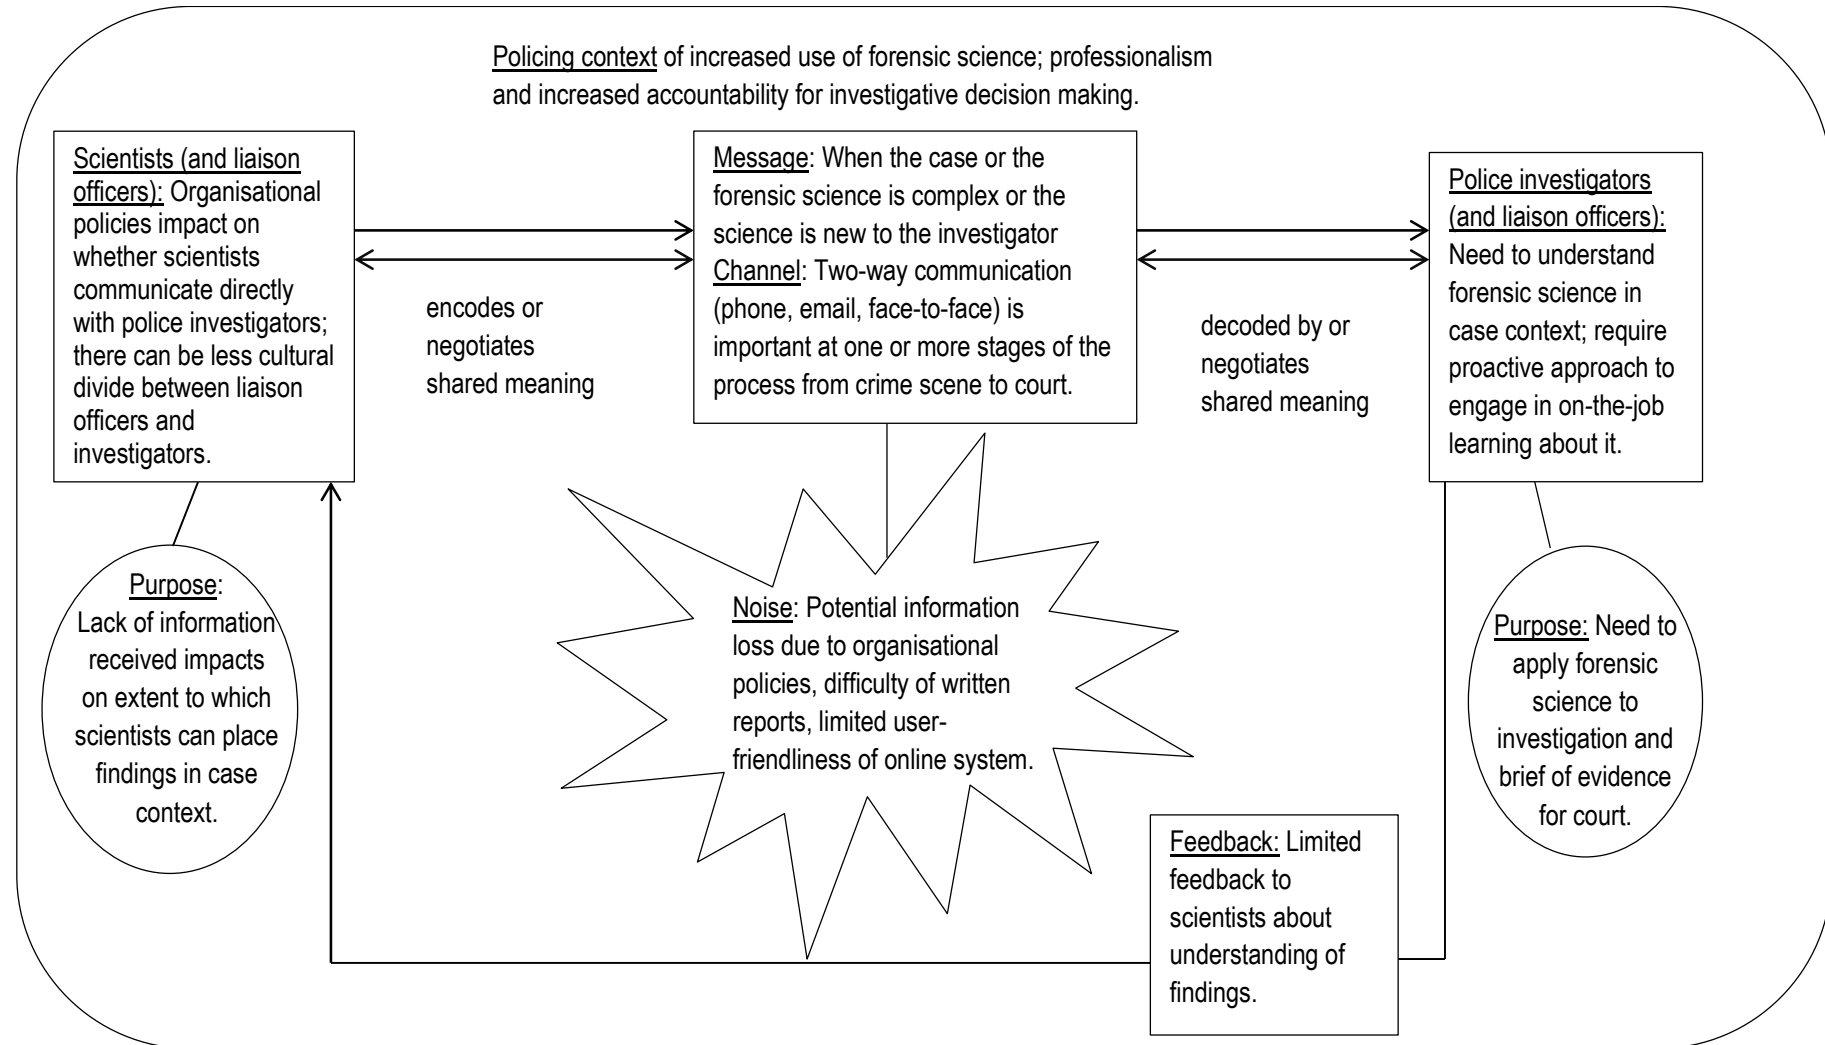 Policing context of increased use of forensic science; professionalism
and increased accountability for investigative decision making.
Scientists (and liaison
officers): Organisational
policies impact on
whether scientists
communicate directly
with police investigators;
there can be less cultural
divide between liaison
officers and
investigators.
encodes or
negotiates
shared meaning
Message: When the case or the
forensic science is complex or the
science is new to the investigator
Channel: Two-way communication
(phone, email, face-to-face) is
important at one or more stages of the
process from crime scene to court.
decoded by or
negotiates
shared meaning
Police investigators
(and liaison officers):
Need to understand
forensic science in
case context; require
proactive approach to
engage in on-the-job
learning about it.
Purpose:
Lack of information
received impacts
on extent to which
scientists can place
findings in case
context.
Noise: Potential information
loss due to organisational
policies, difficulty of written
reports, limited user-
friendliness of online system.
Purpose: Need to
apply forensic
science to
investigation and
brief of evidence
for court.
Feedback: Limited
feedback to
scientists about
understanding of
findings.